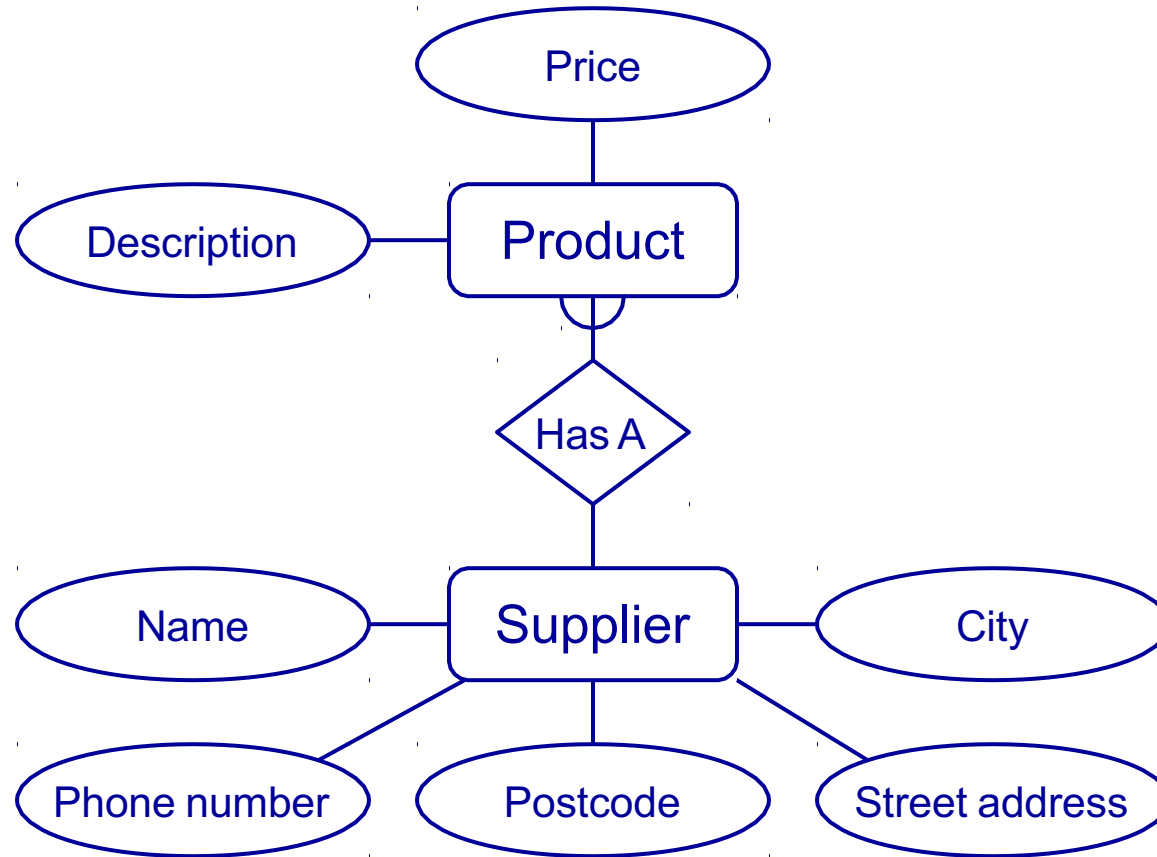 Price
Description
Product
Has A
Name
Supplier
City
Phone number
Postcode
Street address